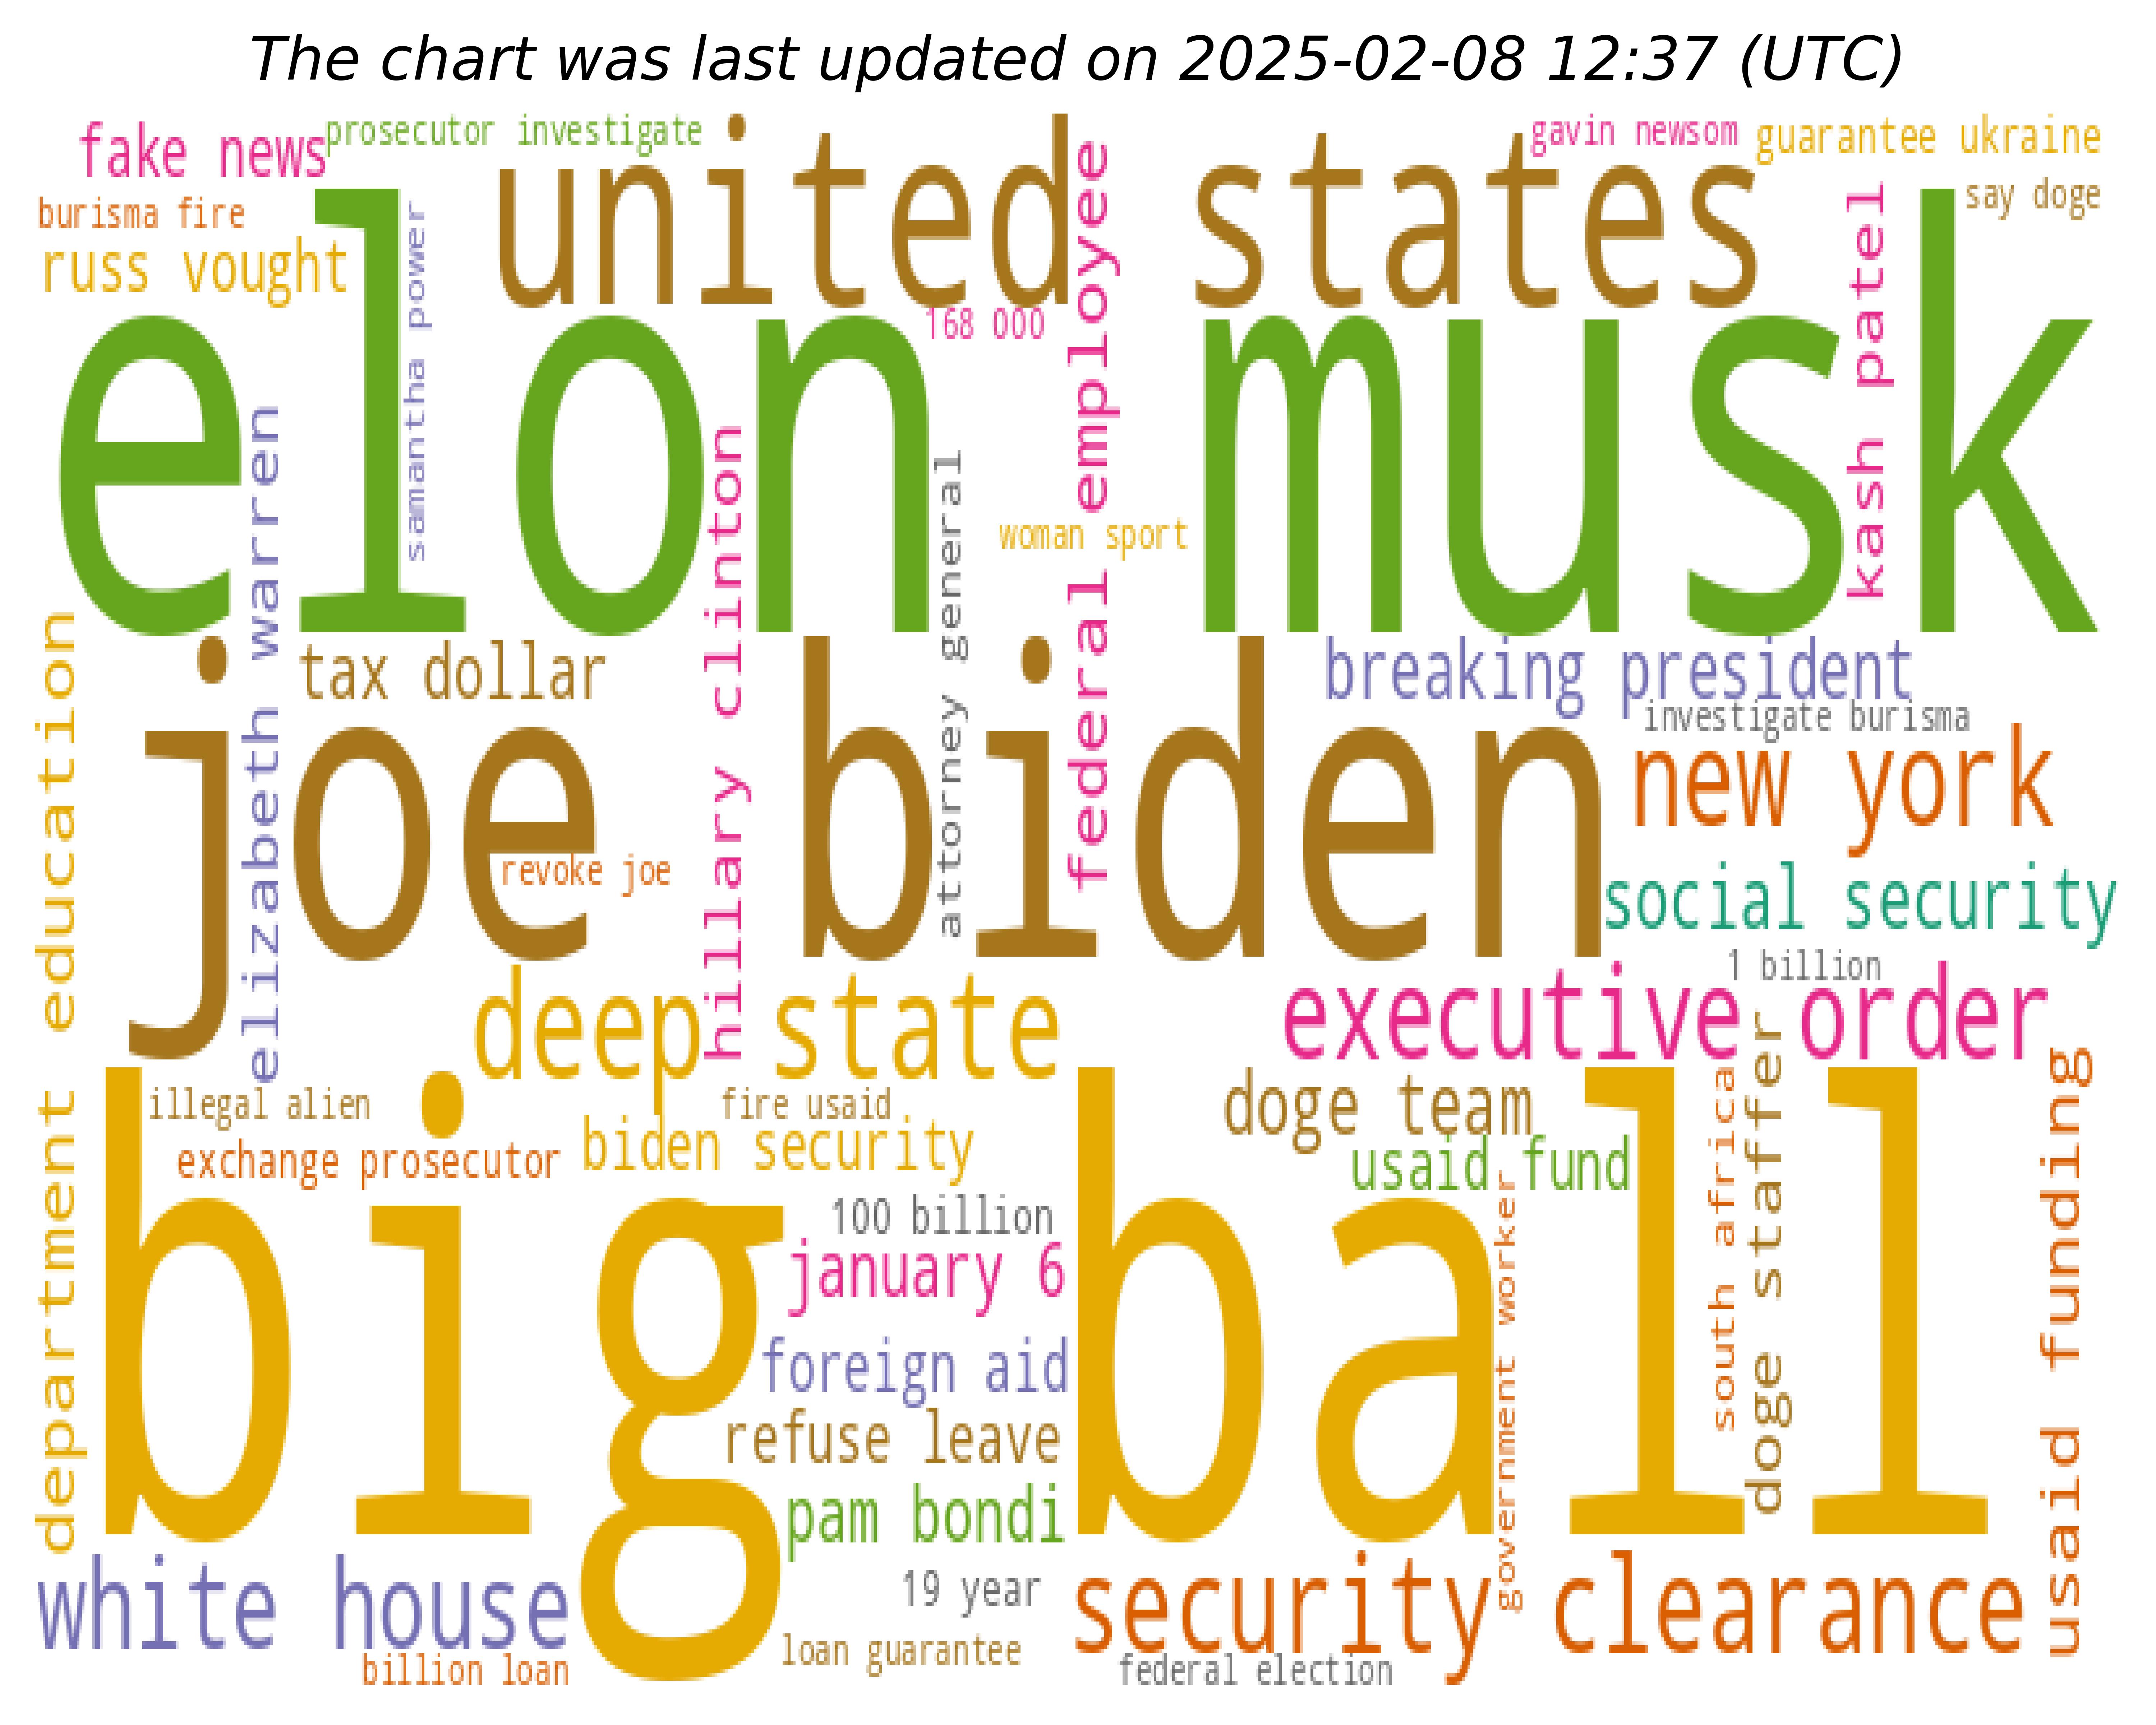 The chart was last updated on 2025-02-08 12:37 (UTC)
fake news
prosecutor investigate
united states
gavin newsom
guarantee ukraine
burisma fire
say doge
russ vought
samantha power
federal employee
kash patel
168 000
elon musk
elizabeth warren
hillary clinton
attorney general
woman sport
department education
tax dollar
breaking president
investigate burisma
joe biden
new york
revoke joe
social security
1 billion
deep state
executive order
illegal alien
fire usaid
doge team
south africa
doge staffer
usaid funding
exchange prosecutor
biden security
usaid fund
government worker
100 billion
january 6
big ball
foreign aid
refuse leave
pam bondi
white house
19 year
security clearance
loan guarantee
billion loan
federal election